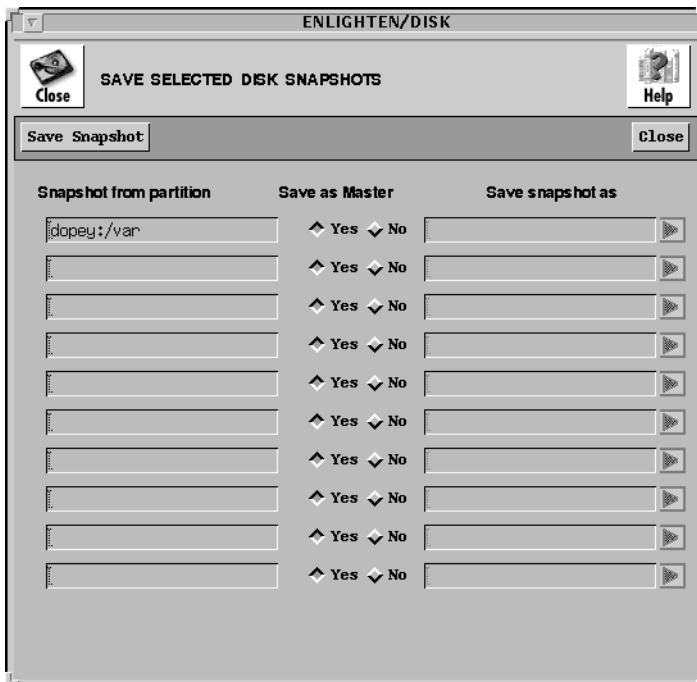 ENLIGHTEN/DISK
Close
SAVE SELECTED DISK SNAPSHOTS
Help
Save Snapshot Close
Snapshot from partition Save as Master Save snapshot as
dopey:/var Yes No
Yes No
Yes No
Yes No
Yes No
Yes No
Yes No
Yes No
Yes No
Yes No